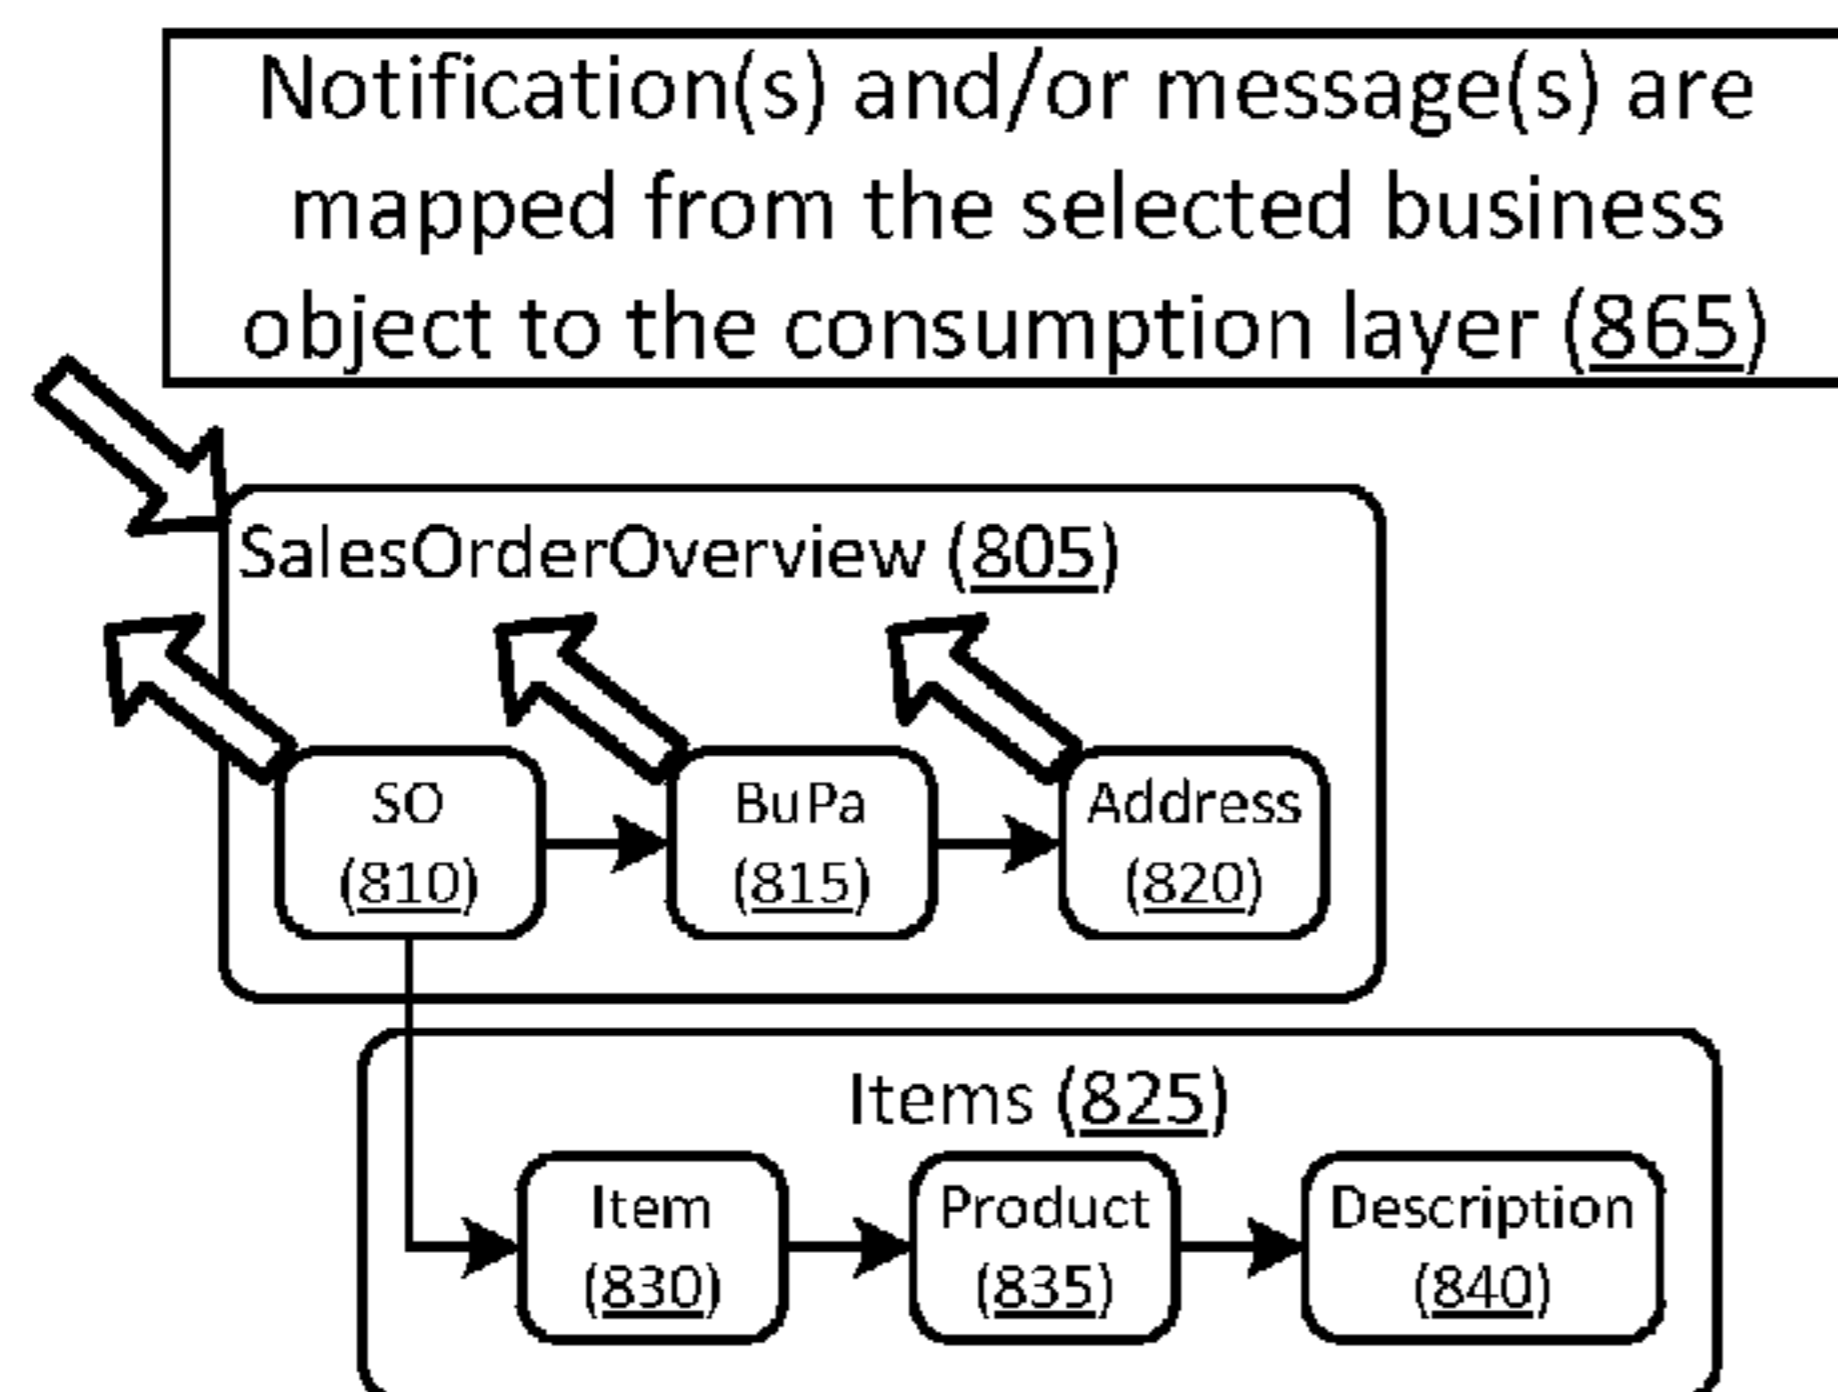 Notification(s) and/or message(s) are
mapped from the selected business
object to the consumption layer (865)
SalesOrderOverview (805)
SO
(810)
BuPa
(815)
Address
(820)
Items (825)
Item
(830)
Product
(835)
Description
(840)